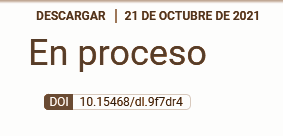 DESCARGAR | 21 DE OCTUBRE DE 2021
En proceso
DOI 10.15468/dl.9f7dr4